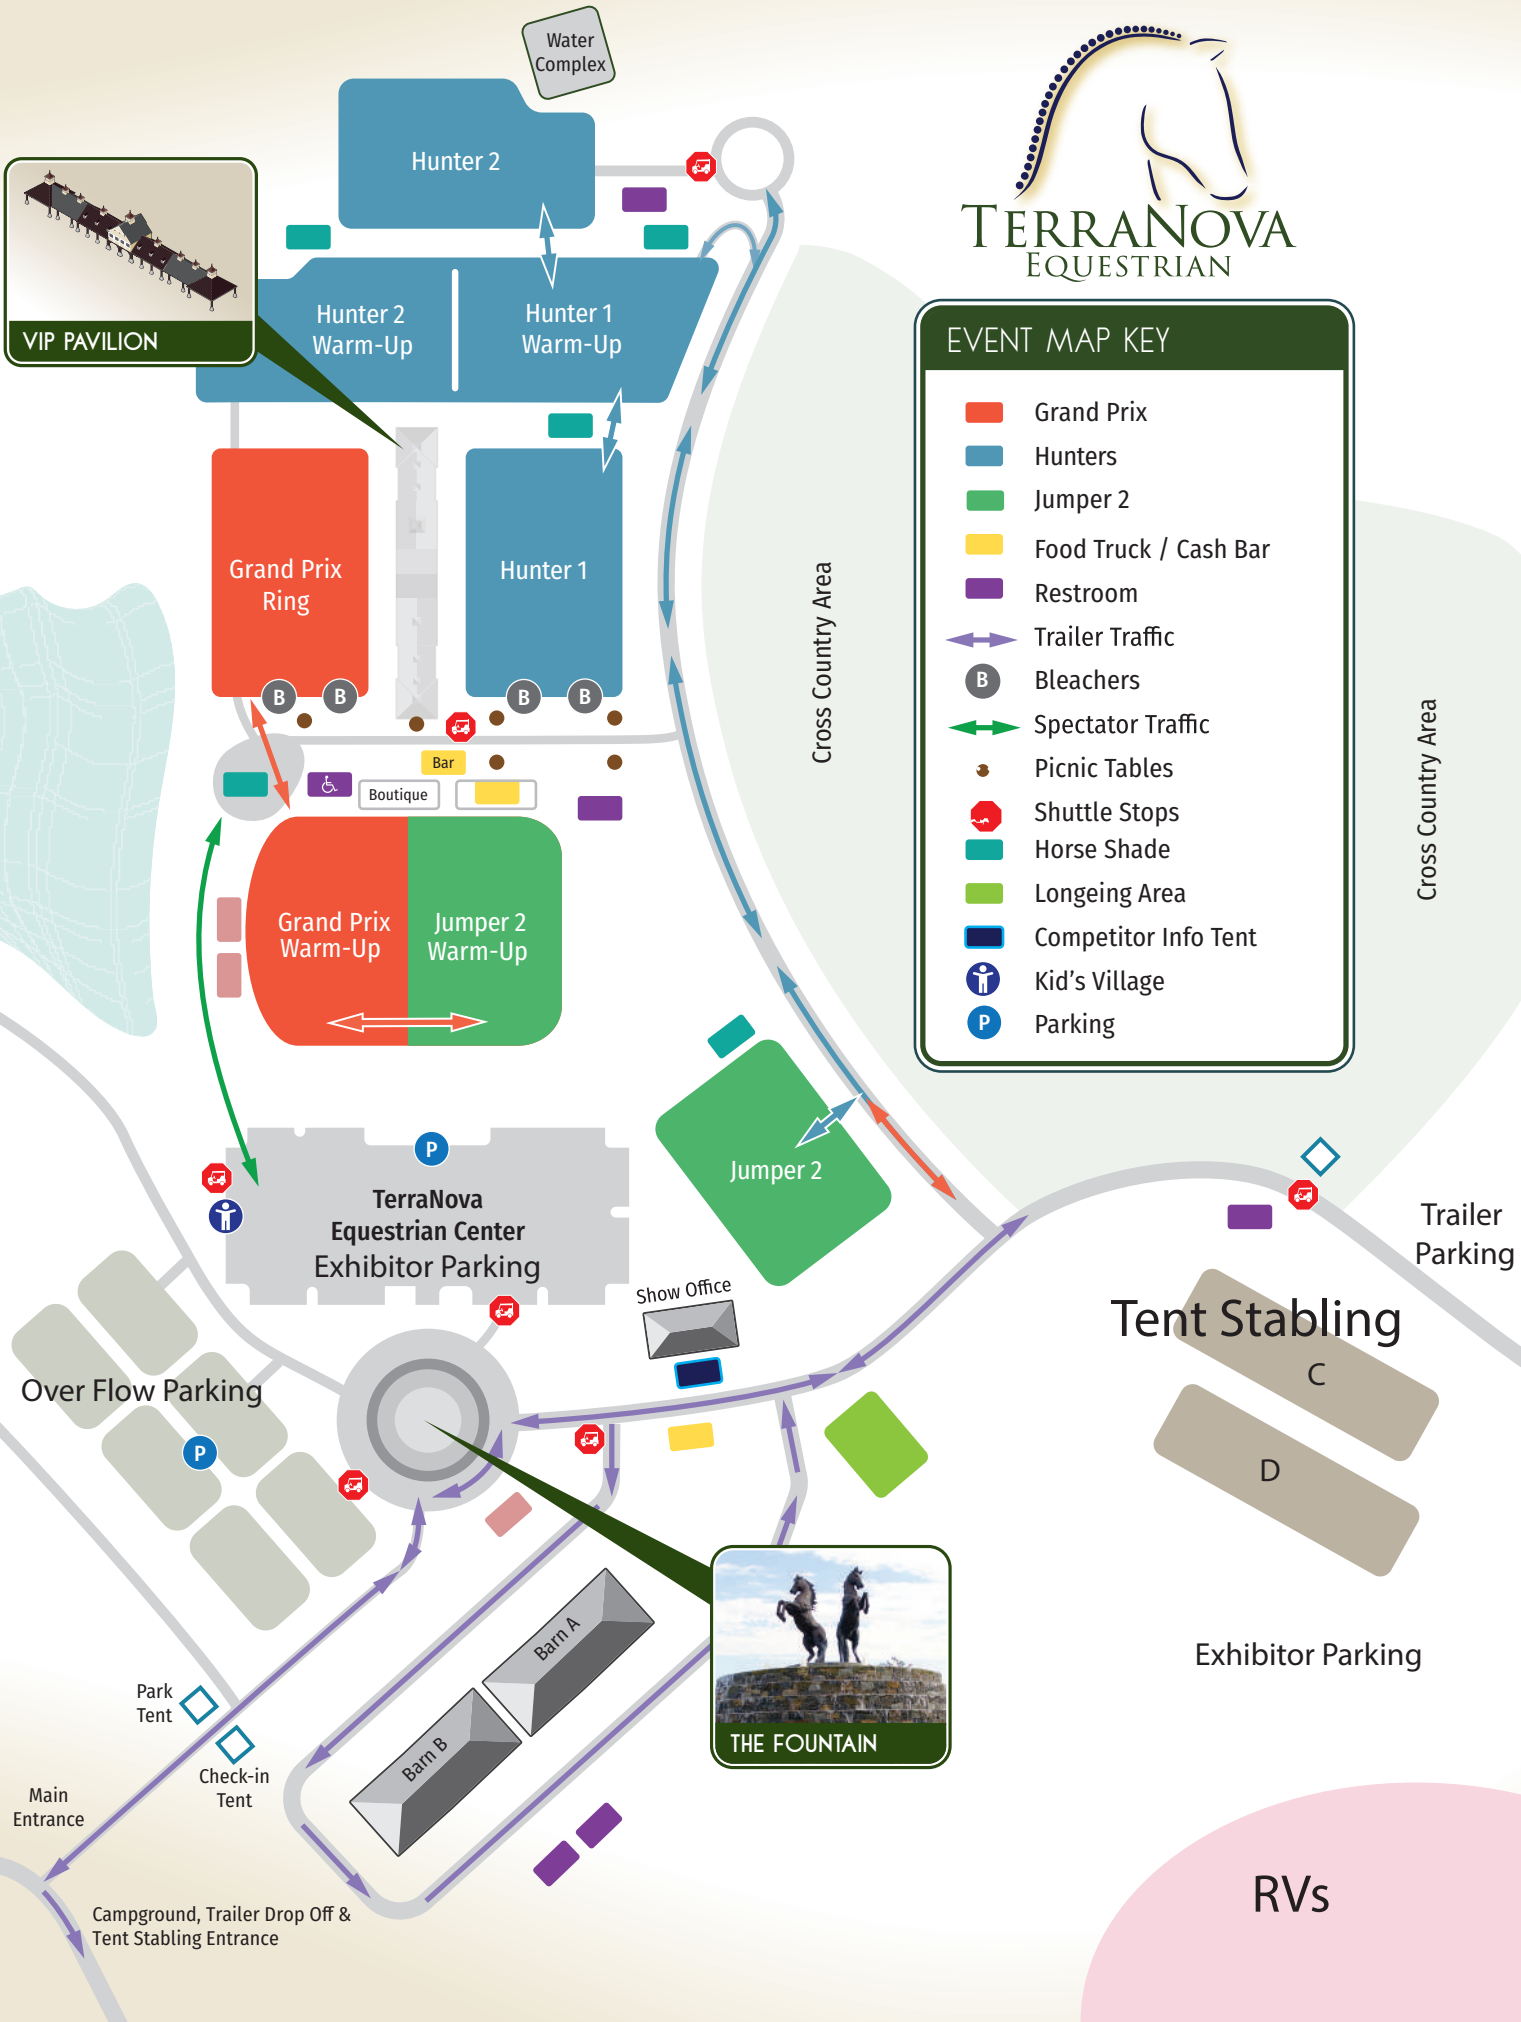 Water
Complex
Hunter 2
TERRANOVA
EQUESTRIAN
VIP PAVILION
Hunter 2
Warm-Up
Hunter 1
Warm-Up
EVENT MAP KEY
Grand Prix
Hunters
Jumper 2
Food Truck / Cash Bar
Restroom
Trailer Traffic
B
Bleachers
Spectator Traffic
Picnic Tables
Shuttle Stops
Horse Shade
Longeing Area
Competitor Info Tent
Kid's Village
P
Parking
Grand Prix
Ring
Hunter 1
Cross Country Area
Cross Country Area
B
B
B
B
Bar
Boutique
Grand Prix
Warm-Up
Jumper 2
Warm-Up
P
TerraNova
Equestrian Center
Exhibitor Parking
Jumper 2
Trailer
Parking
Show Office
Tent Stabling
C
D
Over Flow Parking
P
Exhibitor Parking
Barn A
Barn B
THE FOUNTAIN
Park
Tent
Check-in
Tent
Main
Entrance
Campground, Trailer Drop Off &
Tent Stabling Entrance
RVs